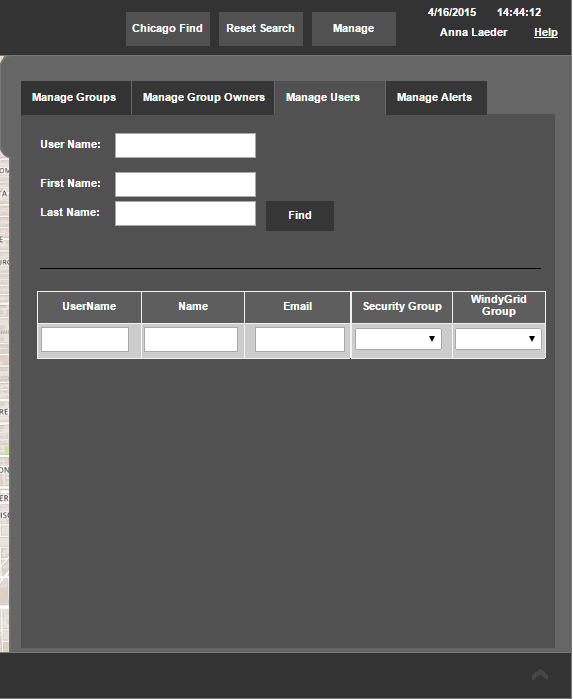 4/16/2015 14:44:12
Chicago Find Reset Search Manage
Anna Laeder Help
Manage Groups Manage Group Owners Manage Users Manage Alerts
User Name:
First Name:
Last Name:
Find
UserName Name Email Security Group WindyGrid Group